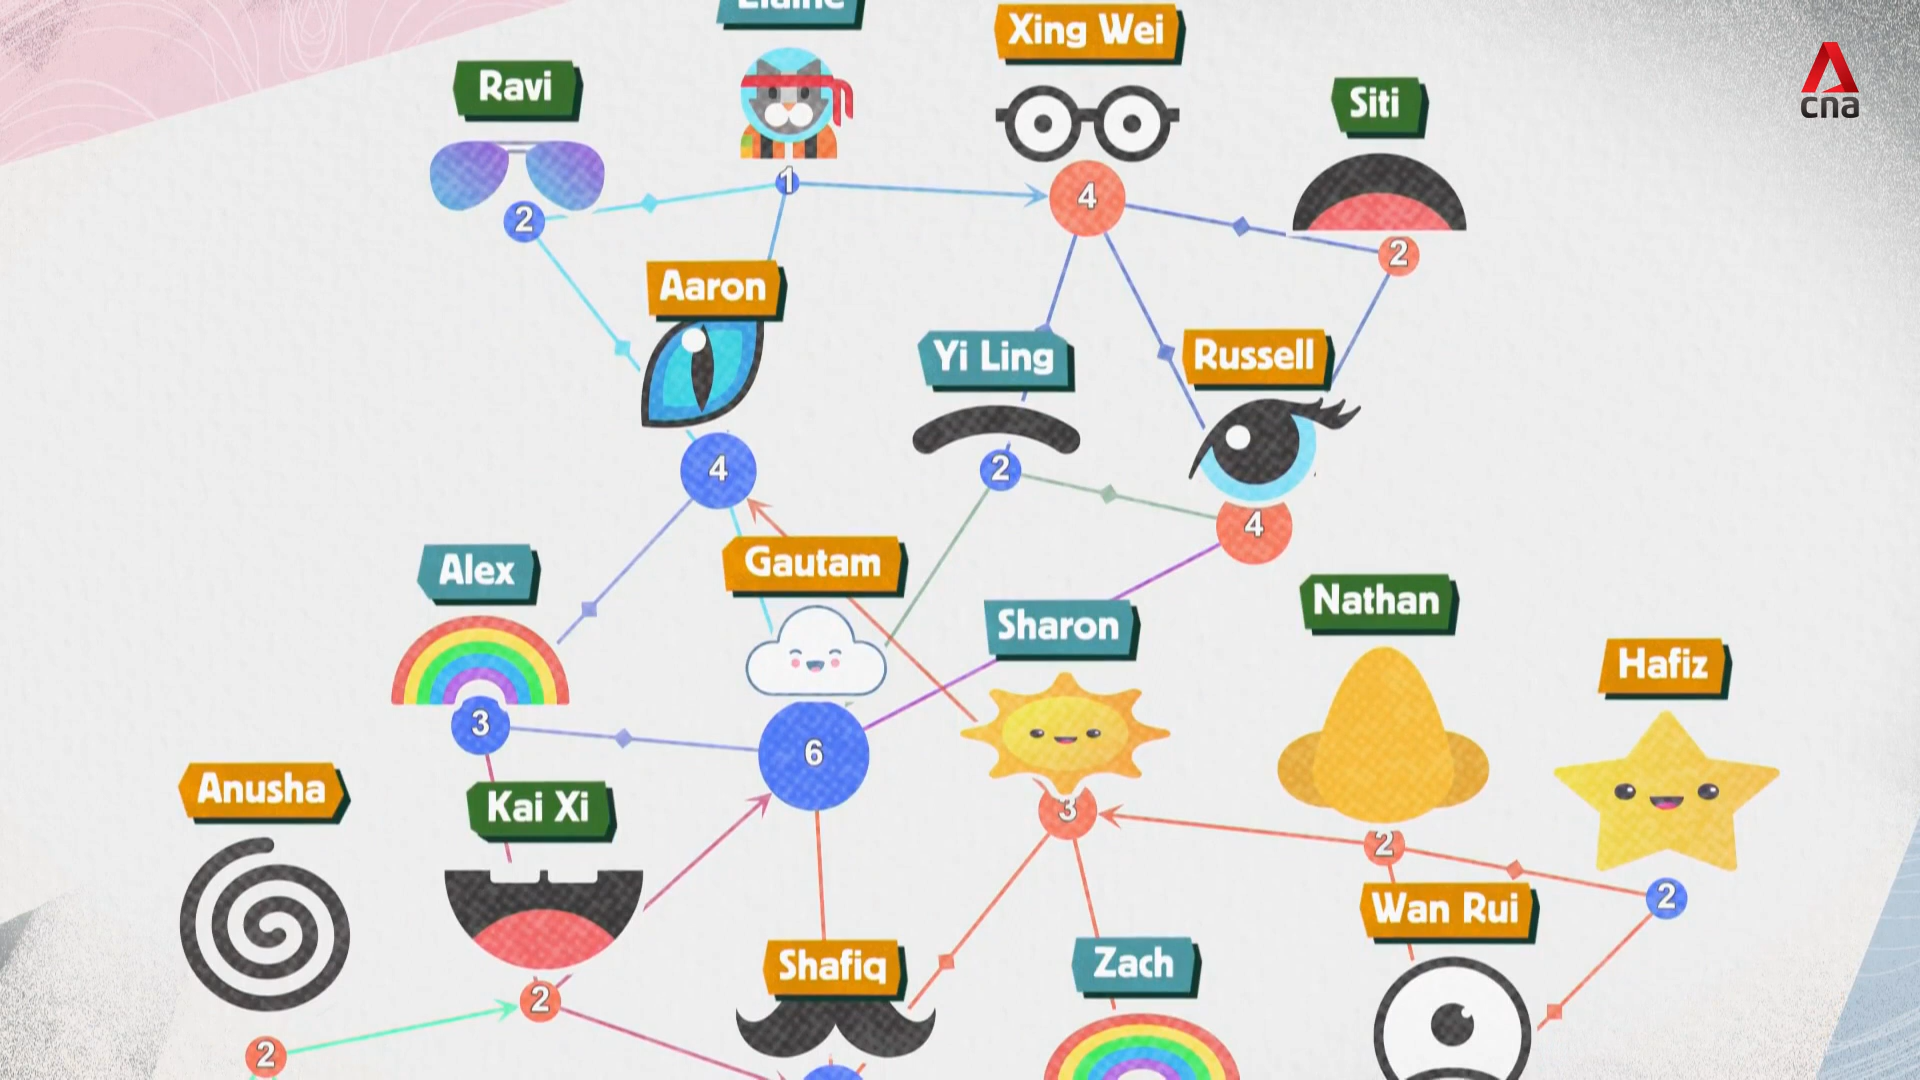 Elaine
Xing Wei
Ravi
Siti
cna
1
4
2
2
Aaron
Yi Ling
Russell
4
2
4
Gautam
Alex
Sharon
Nathan
Hafiz
3
6
Anusha
Kai Xi
3
2
2
Wan Rui
Shafiq
Zach
2
2